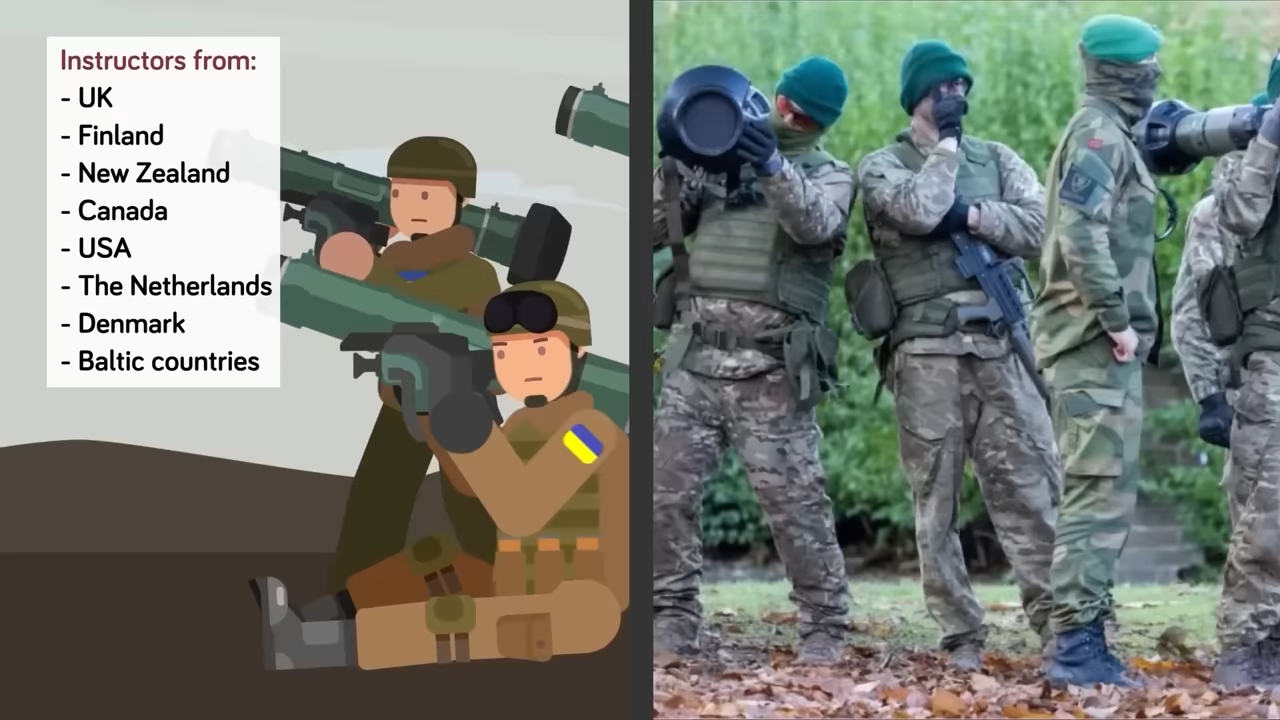 Instructors from:
- UK
- Finland
- New Zealand
- Canada
- USA
- The Netherlands
- Denmark
- Baltic countries